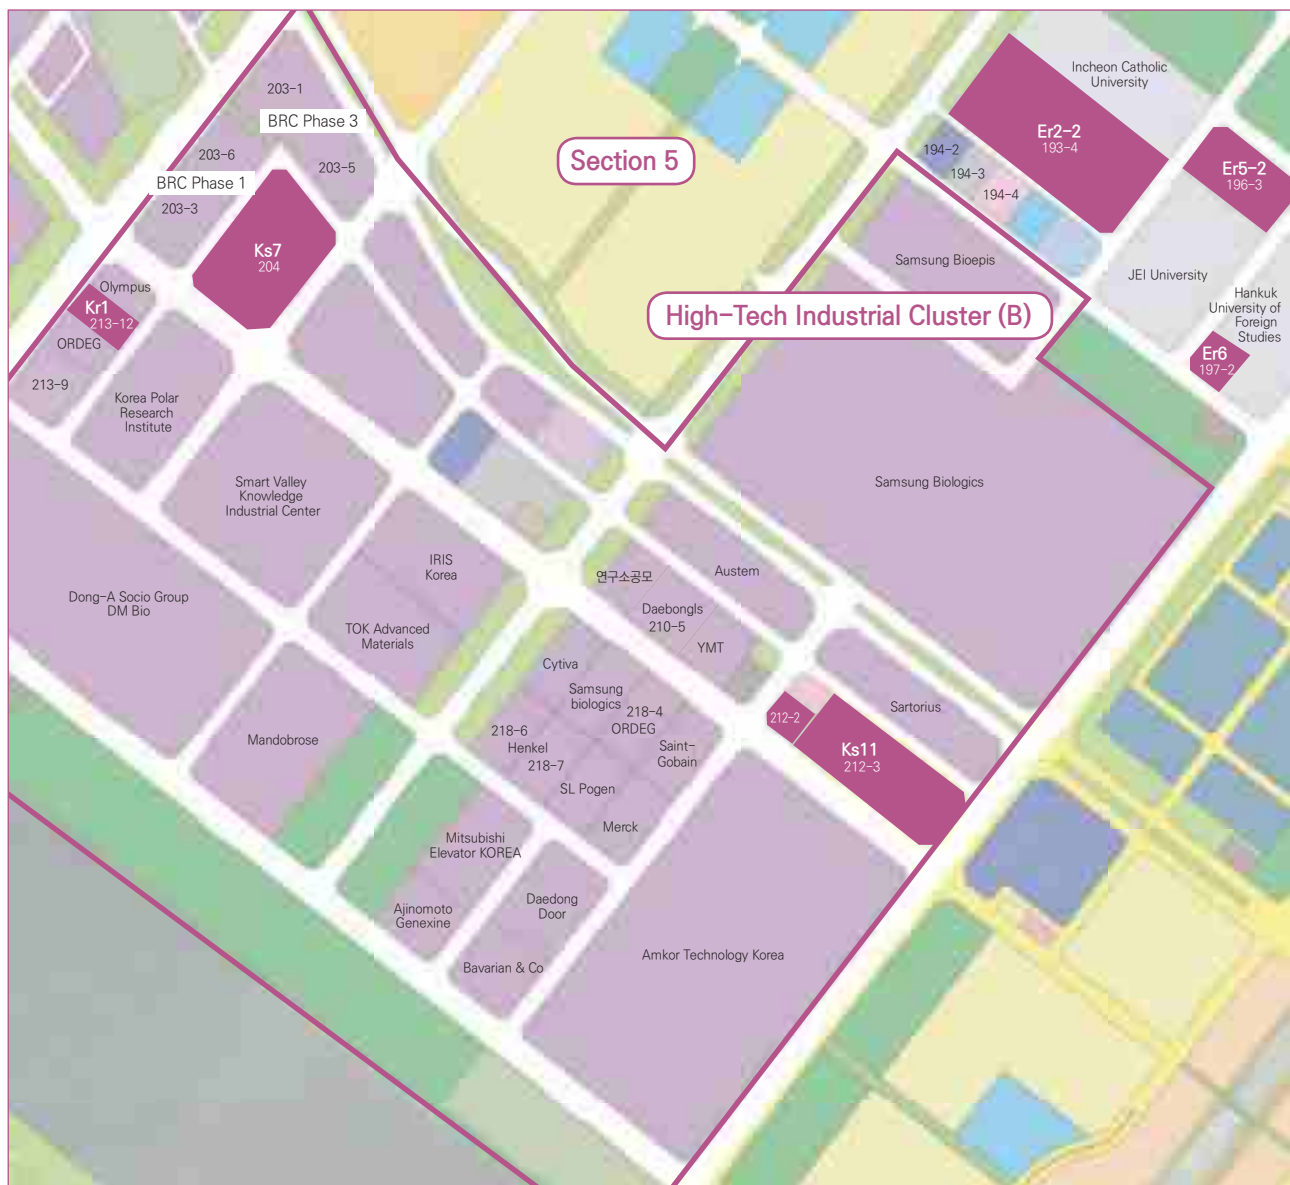 203-1
BRC Phase 3
203-6
203-5
BRC Phase 1
203-3
Ks7
204
Olympus
Kr1
213-12
ORDEG
213-9
Korea Polar
Research
Institute
Section 5
High-Tech Industrial Cluster (B)
Incheon Catholic
University
Er2-2
193-4
194-2
194-3
194-4
Er5-2
196-3
Samsung Bioepis
JEI University
Hankuk
University of
Foreign
Studies
Er6
197-2
Smart Valley
Knowledge
Industrial Center
Samsung Biologics
IRIS
Korea
연구소공모
Austem
Dong-A Socio Group
DM Bio
TOK Advanced
Materials
Daebongls
210-5
YMT
Cytiva
Samsung
biologics
218-4
ORDEG
218-6
Henkel
218-7
Saint-
Gobain
SL Pogen
Merck
212-2
Sartorius
Ks11
212-3
Mandobrose
Mitsubishi
Elevator KOREA
Ajinomoto
Genexine
Daedong
Door
Bavarian & Co
Amkor Technology Korea